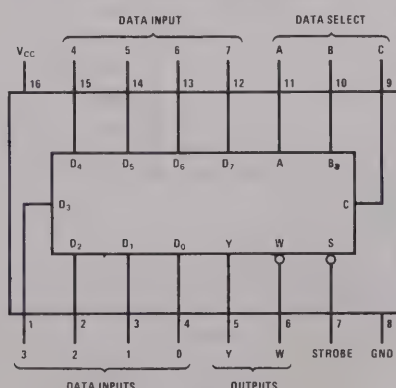 DATA INPUT DATA SELECT
V_CC 4 5 6 7 A B C
16 15 14 13 12 11 10 9
D₄ D₅ D₆ D₇ A B
D₃ C
D₂ D₁ D₀ Y W S
1 2 3 4 5 6 7 8
3 2 1 0 Y W STROBE GND
DATA INPUTS OUTPUTS